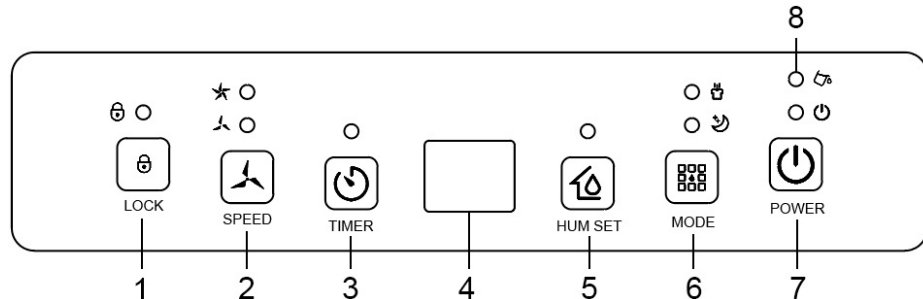 8
LOCK
SPEED
TIMER
HUM SET
MODE
POWER
1 2 3 4 5 6 7